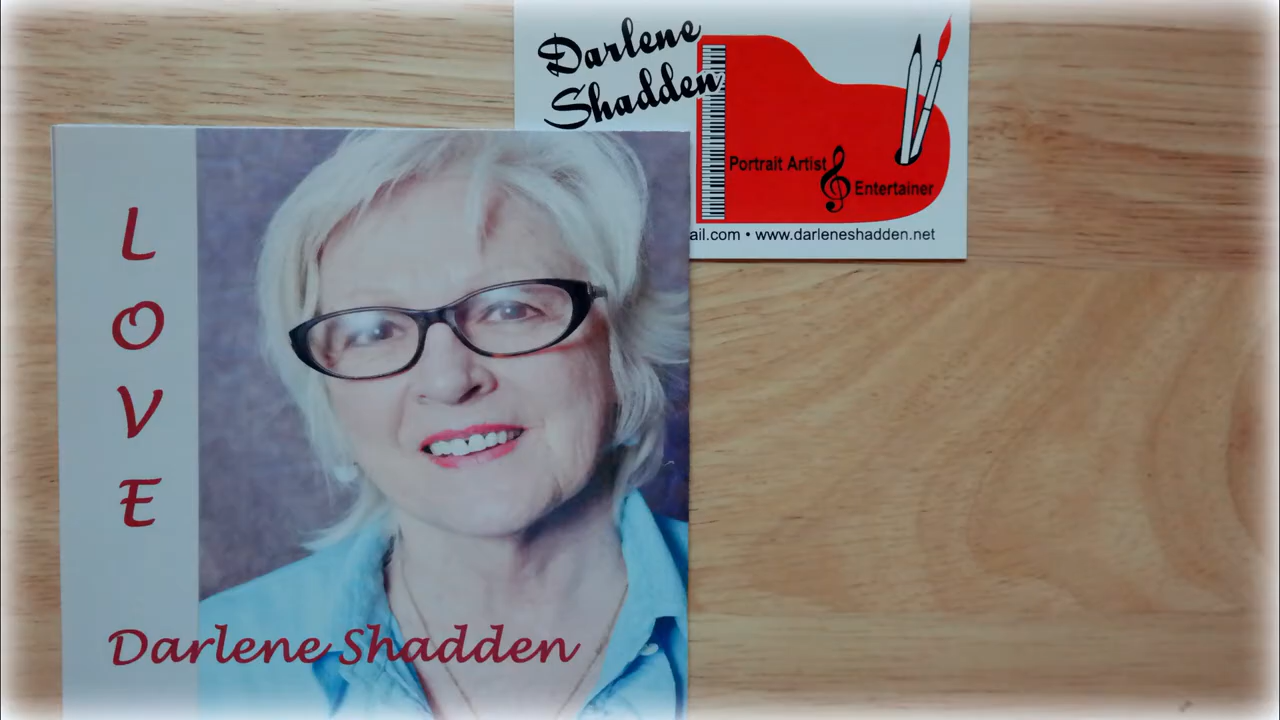 Darlene
Shadden
Portrait Artist
Entertainer
ail.com • www.darleneshadden.net
L
O
V
E
Darlene Shadden